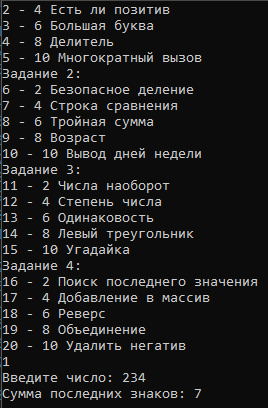 2 - 4 Есть ли позитив
3 - 6 Большая буква
4 - 8 Делитель
5 - 10 Многократный вызов
Задание 2:
6 - 2 Безопасное деление
7 - 4 Строка сравнения
8 - 6 Тройная сумма
9 - 8 Возраст
10 - 10 Вывод дней недели
Задание 3:
11 - 2 Числа наоборот
12 - 4 Степень числа
13 - 6 Одинаковость
14 - 8 Левый треугольник
15 - 10 Угадайка
Задание 4:
16 - 2 Поиск последнего значения
17 - 4 Добавление в массив
18 - 6 Реверс
19 - 8 Объединение
20 - 10 Удалить негатив
1
Введите число: 234
Сумма последних знаков: 7